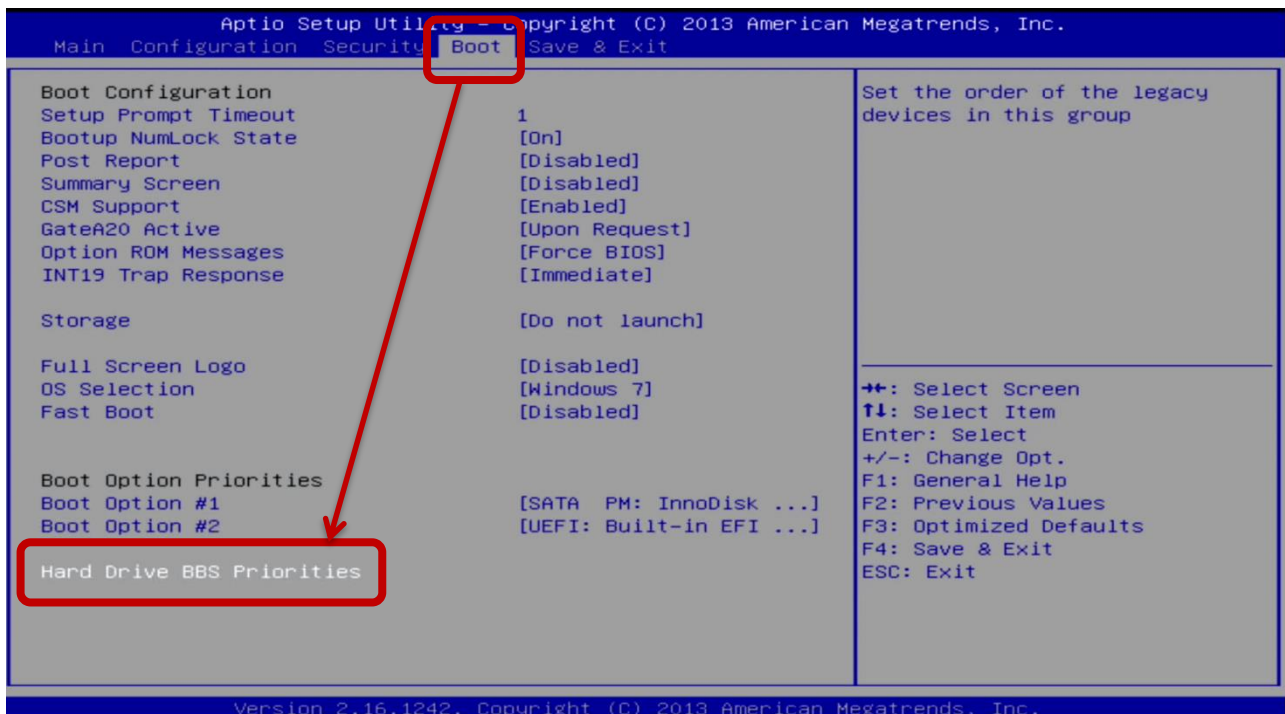 Aptio Setup Utility – Copyright (C) 2013 American Megatrends, Inc.
Main Configuration Security Boot Save & Exit
Boot Configuration
Setup Prompt Timeout 1
Bootup NumLock State [On]
Post Report [Disabled]
Summary Screen [Disabled]
CSM Support [Enabled]
GateA20 Active [Upon Request]
Option ROM Messages [Force BIOS]
INT19 Trap Response [Immediate]
Storage [Do not launch]
Full Screen Logo [Disabled]
OS Selection [Windows 7]
Fast Boot [Disabled]
Boot Option Priorities
Boot Option #1 [SATA PM: InnoDisk ...]
Boot Option #2 [UEFI: Built-in EFI ...]
Hard Drive BBS Priorities
Set the order of the legacy
devices in this group
→←: Select Screen
↑↓: Select Item
Enter: Select
+/-: Change Opt.
F1: General Help
F2: Previous Values
F3: Optimized Defaults
F4: Save & Exit
ESC: Exit
Version 2.16.1242. Copyright (C) 2013 American Megatrends, Inc.